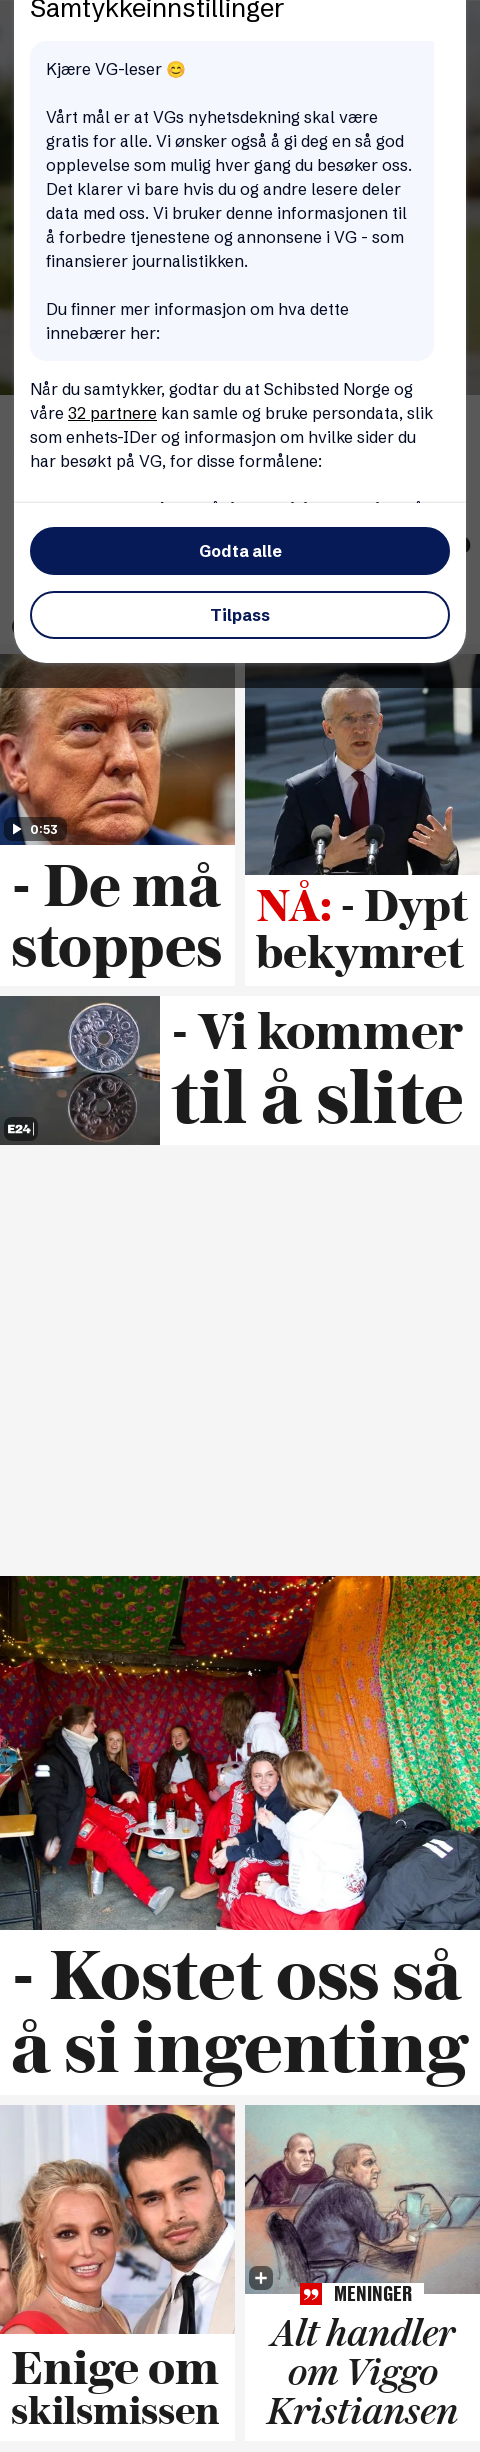 Samtykkeinnstillinger
Kjære VG-leser 😊
Vårt mål er at VGs nyhetsdekning skal være
gratis for alle. Vi ønsker også å gi deg en så god
opplevelse som mulig hver gang du besøker oss.
Det klarer vi bare hvis du og andre lesere deler
data med oss. Vi bruker denne informasjonen til
å forbedre tjenestene og annonsene i VG - som
finansierer journalistikken.
Du finner mer informasjon om hva dette
innebærer her:
Når du samtykker, godtar du at Schibsted Norge og
våre 32 partnere kan samle og bruke persondata, slik
som enhets-IDer og informasjon om hvilke sider du
har besøkt på VG, for disse formålene:
Godta alle
Tilpass
0:53
- De må
stoppes
NÅ: - Dypt
bekymret
E24
- Vi kommer
til å slite
- Kostet oss så
å si ingenting
Enige om
skilsmissen
MENINGER
Alt handler
om Viggo
Kristiansen